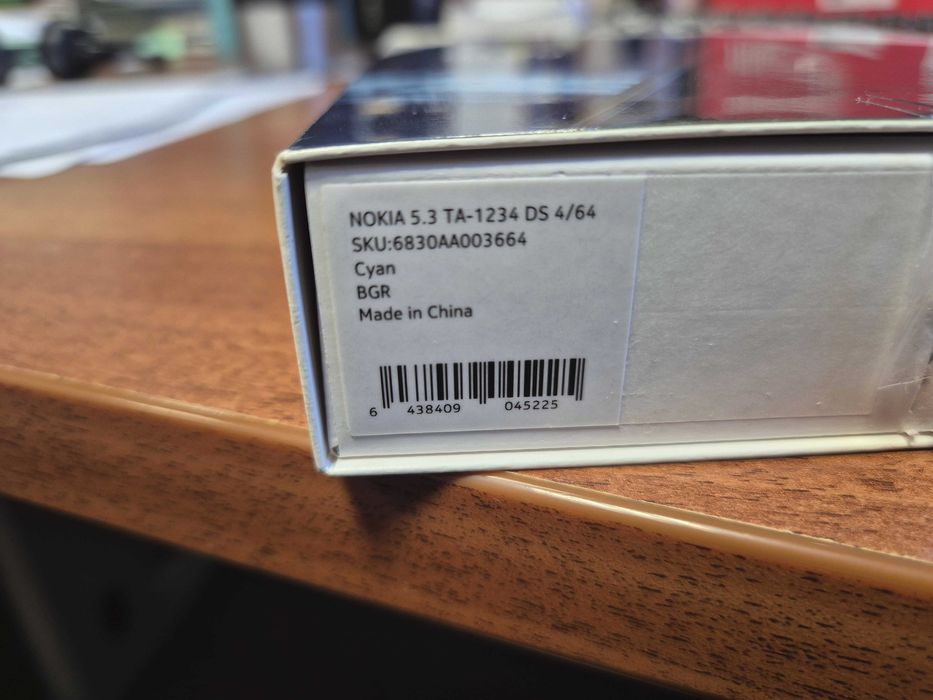 NOKIA 5.3 TA-1234 DS 4/64
SKU:6830AA003664
Cyan
BGR
Made in China
6 438409 045225